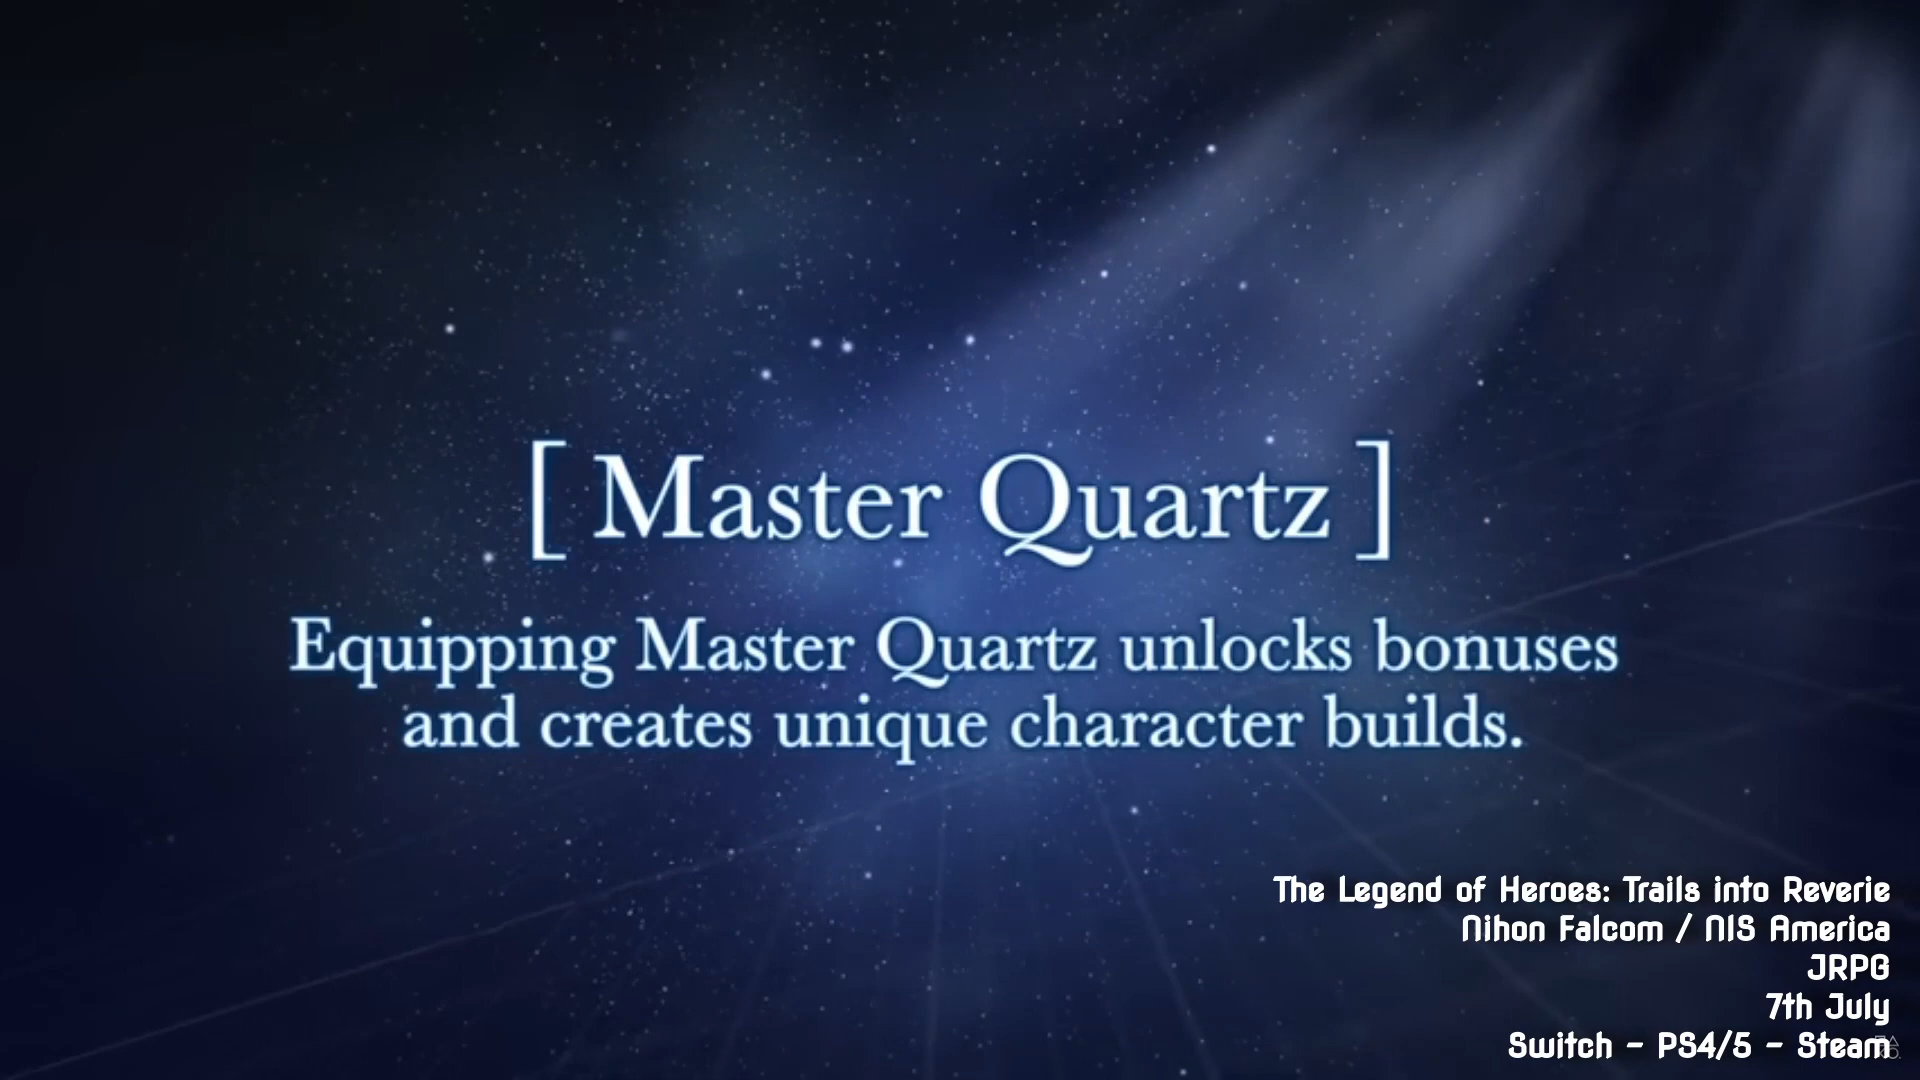 [ Master Quartz ]
Equipping Master Quartz unlocks bonuses
and creates unique character builds.
The Legend of Heroes: Trails into Reverie
Nihon Falcom / NIS America
JRPG
7th July
Switch - PS4/5 - Steam